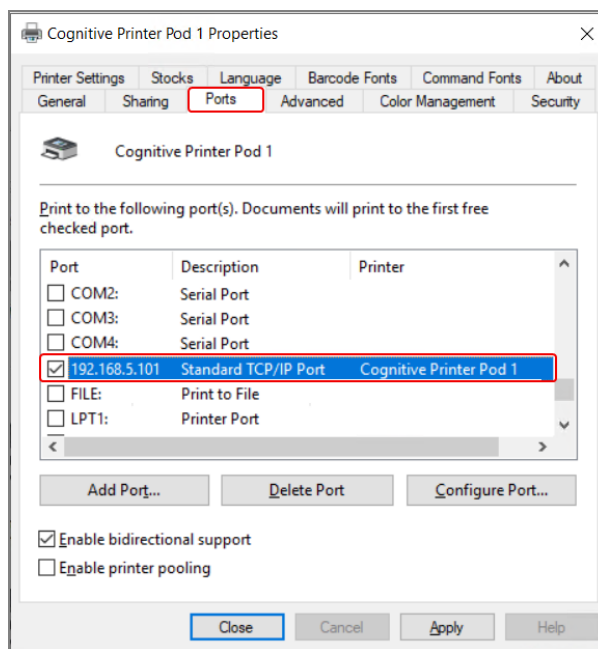 Cognitive Printer Pod 1 Properties
Printer Settings Stocks Language Barcode Fonts Command Fonts About
General Sharing Ports Advanced Color Management Security
Cognitive Printer Pod 1
Print to the following port(s). Documents will print to the first free
checked port.
Port Description Printer
COM2: Serial Port
COM3: Serial Port
COM4: Serial Port
192.168.5.101 Standard TCP/IP Port Cognitive Printer Pod 1
FILE: Print to File
LPT1: Printer Port
Add Port... Delete Port Configure Port...
Enable bidirectional support
Enable printer pooling
Close Cancel Apply Help